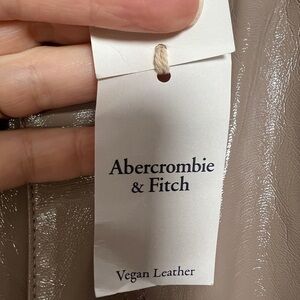 Abercrombie
& Fitch
Vegan Leather